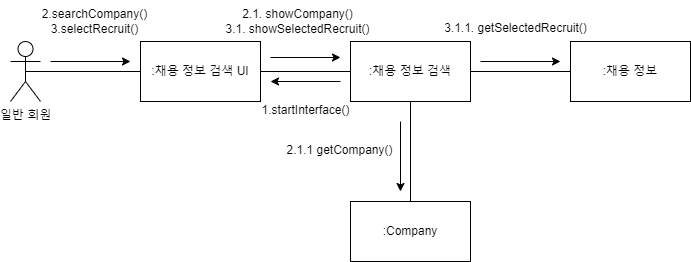 2.searchCompany()
3.selectRecruit()
2.1. showCompany()
3.1. showSelectedRecruit()
3.1.1. getSelectedRecruit()
:채용 정보 검색 UI
:채용 정보 검색
:채용 정보
일반 회원
1.startInterface()
2.1.1 getCompany()
:Company